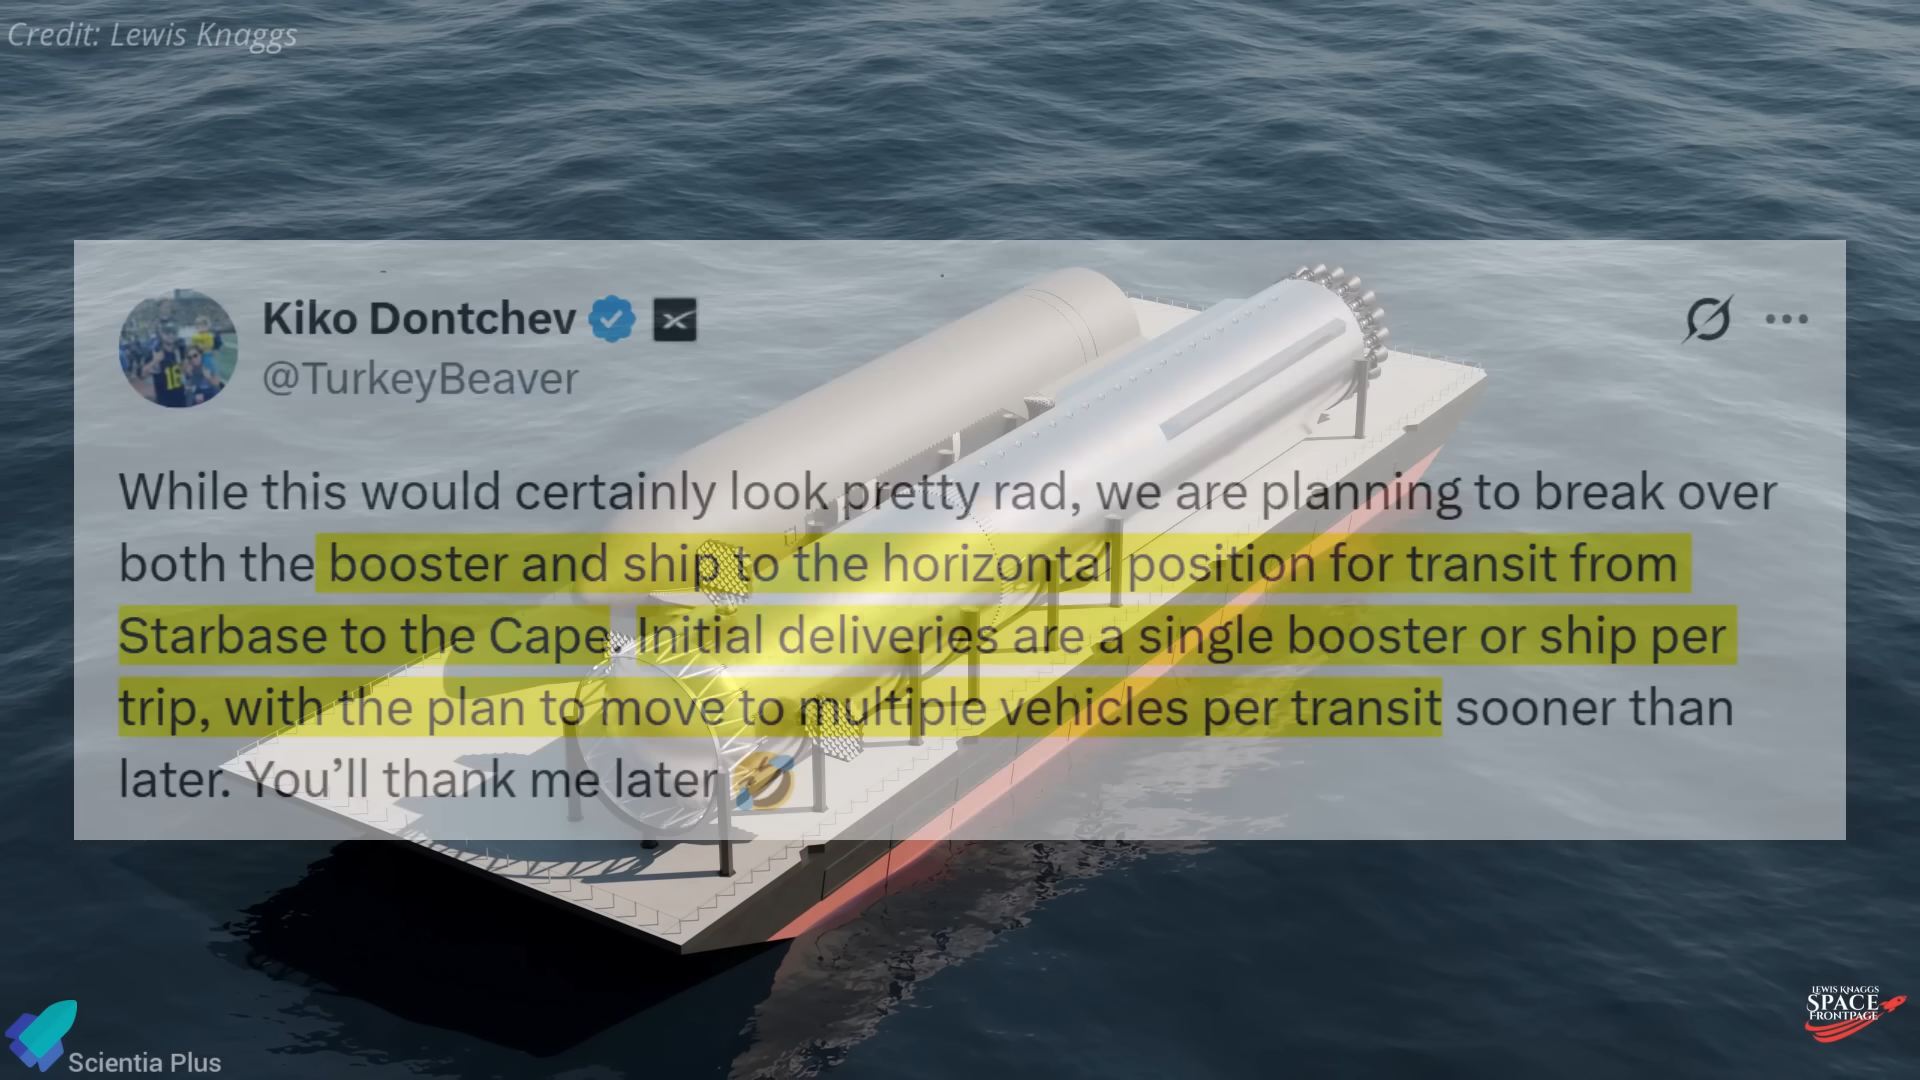 Credit: Lewis Knaggs
Kiko Dontchev
@TurkeyBeaver
While this would certainly look pretty rad, we are planning to break over
both the booster and ship to the horizontal position for transit from
Starbase to the Cape. Initial deliveries are a single booster or ship per
trip, with the plan to move to multiple vehicles per transit sooner than
later. You’ll thank me later 🤣
Scientia Plus
LEWIS KNAGGS
SPACE
FRONTPAGE